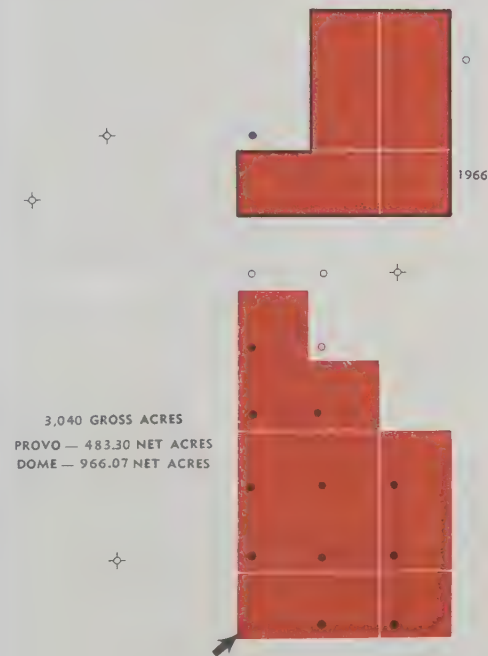 1966
3,040 GROSS ACRES
PROVO — 483.30 NET ACRES
DOME — 966.07 NET ACRES